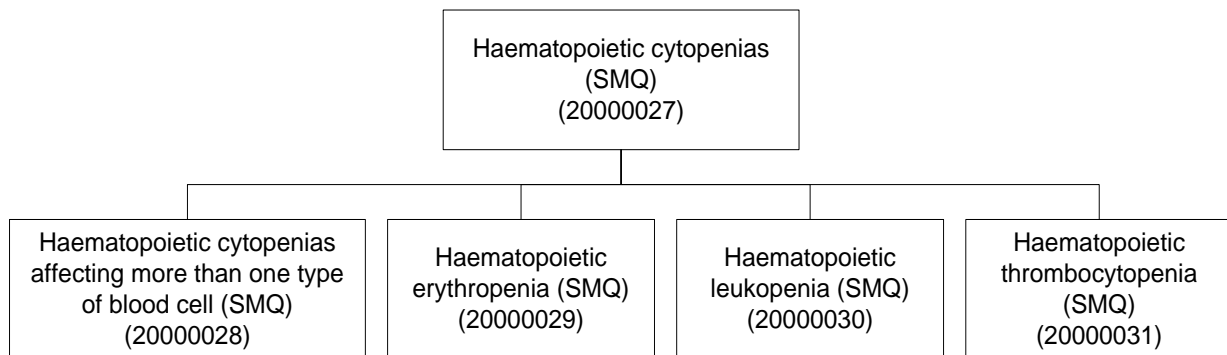 Haematopoietic cytopenias
(SMQ)
(20000027)
Haematopoietic cytopenias
affecting more than one type
of blood cell (SMQ)
(20000028)
Haematopoietic
erythropenia (SMQ)
(20000029)
Haematopoietic
leukopenia (SMQ)
(20000030)
Haematopoietic
thrombocytopenia
(SMQ)
(20000031)